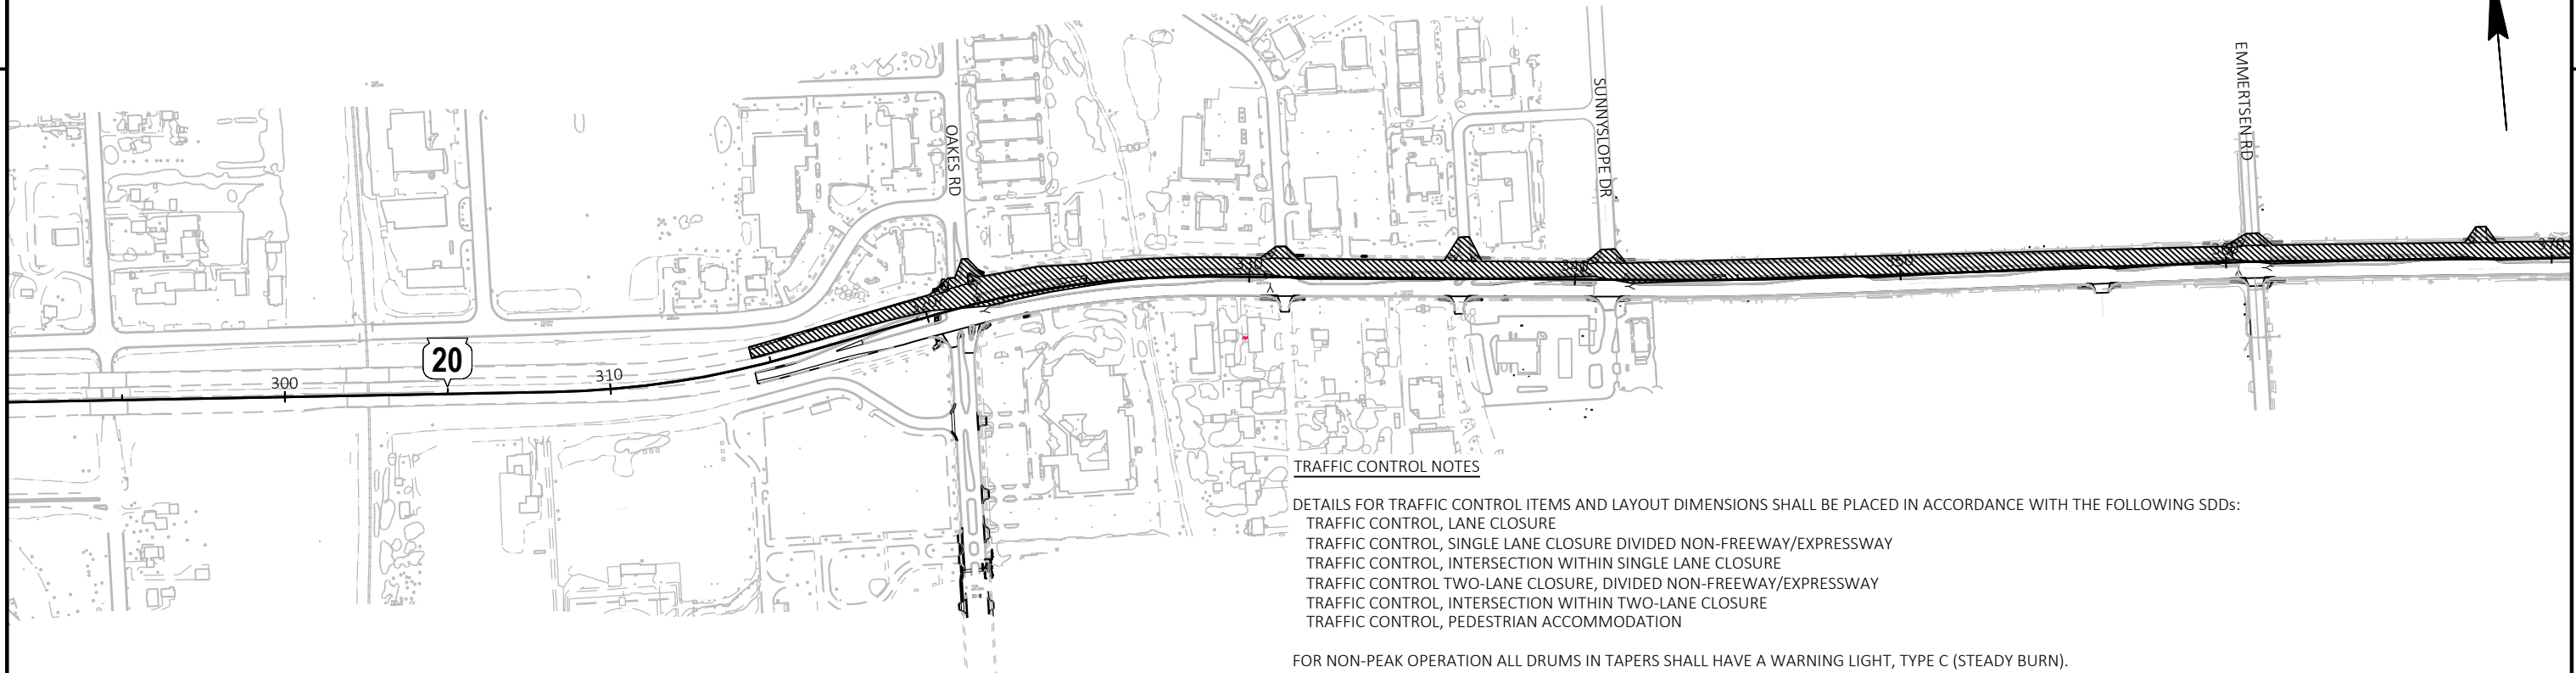 OAKES RD
SUNNYSLOPE DR
EMMERTSEN RD
300
20
310
TRAFFIC CONTROL NOTES
DETAILS FOR TRAFFIC CONTROL ITEMS AND LAYOUT DIMENSIONS SHALL BE PLACED IN ACCORDANCE WITH THE FOLLOWING SDDs:
TRAFFIC CONTROL, LANE CLOSURE
TRAFFIC CONTROL, SINGLE LANE CLOSURE DIVIDED NON-FREEWAY/EXPRESSWAY
TRAFFIC CONTROL, INTERSECTION WITHIN SINGLE LANE CLOSURE
TRAFFIC CONTROL TWO-LANE CLOSURE, DIVIDED NON-FREEWAY/EXPRESSWAY
TRAFFIC CONTROL, INTERSECTION WITHIN TWO-LANE CLOSURE
TRAFFIC CONTROL, PEDESTRIAN ACCOMMODATION
FOR NON-PEAK OPERATION ALL DRUMS IN TAPERS SHALL HAVE A WARNING LIGHT, TYPE C (STEADY BURN).